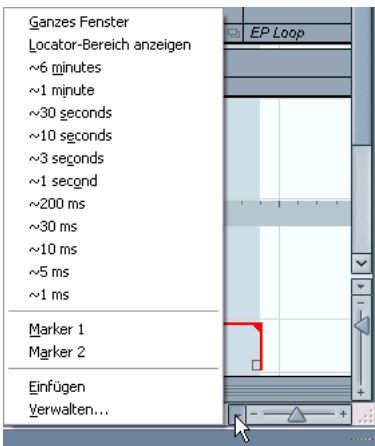 Ganzes Fenster
Locator-Bereich anzeigen
~6 minutes
~1 minute
~30 seconds
~10 seconds
~3 seconds
~1 second
~200 ms
~30 ms
~10 ms
~5 ms
~1 ms
Marker 1
Marker 2
Einfügen
Verwalten...
EP Loop